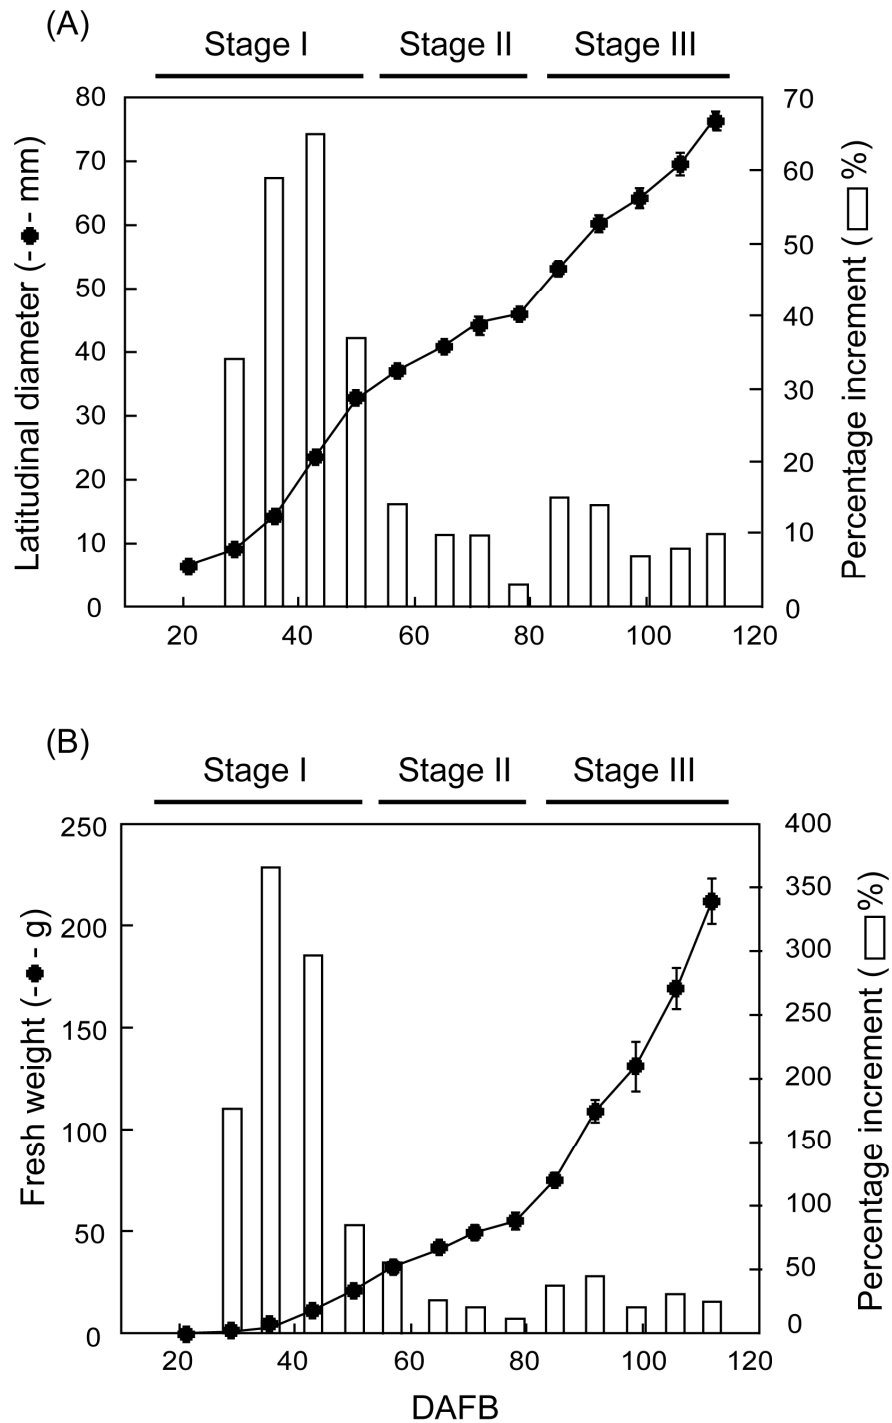 (A)
Stage I Stage II Stage III
80 70
70 60
60 50
50 40
40 30
30 20
20 10
10 0
0
20 40 60 80 100 120
Latitudinal diameter (-●- mm)
Percentage increment (▯%)
(B)
Stage I Stage II Stage III
250 400
200 350
150 300
100 250
50 200
0 150
100
50
0
20 40 60 80 100 120
Fresh weight (-●- g)
Percentage increment (▯%)
DAFB